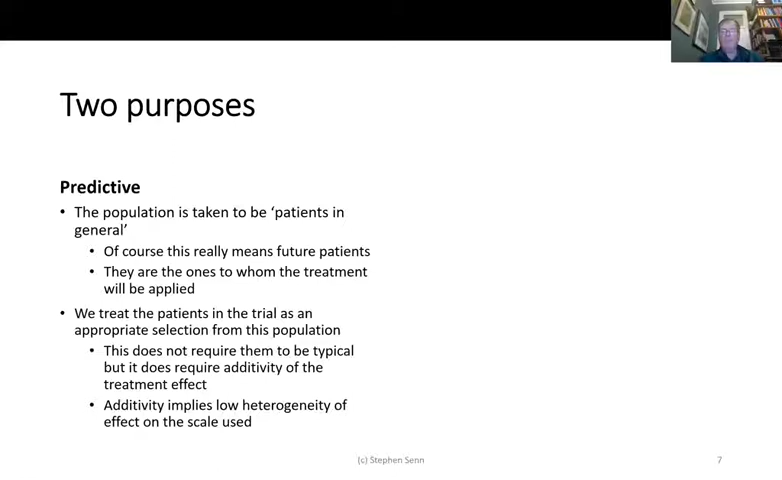 Two purposes
Predictive
• The population is taken to be ‘patients in
general’
• Of course this really means future patients
• They are the ones to whom the treatment
will be applied
• We treat the patients in the trial as an
appropriate selection from this population
• This does not require them to be typical
but it does require additivity of the
treatment effect
• Additivity implies low heterogeneity of
effect on the scale used
(c) Stephen Senn
7